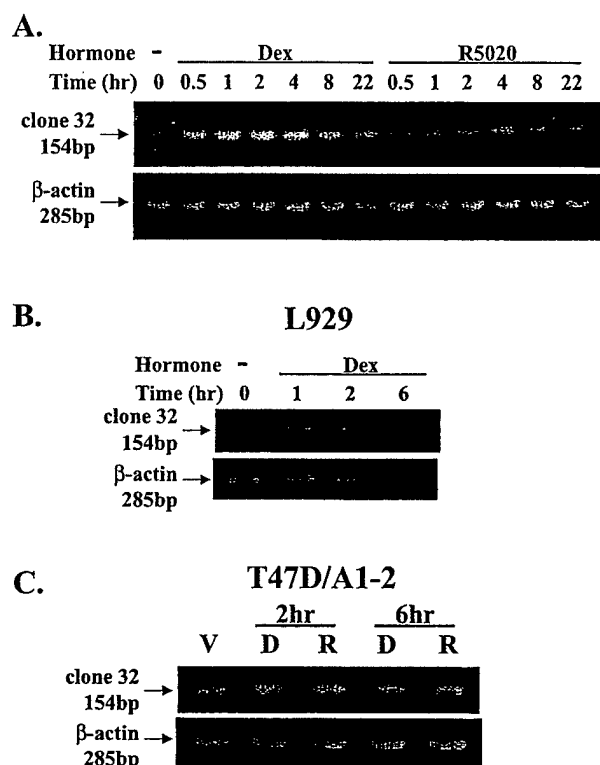 A.
Hormone - Dex R5020
Time (hr) 0 0.5 1 2 4 8 22 0.5 1 2 4 8 22
clone 32
154bp
β-actin
285bp
B. L929
Hormone - Dex
Time (hr) 0 1 2 6
clone 32
154bp
β-actin
285bp
C. T47D/A1-2
2hr 6hr
V D R D R
clone 32
154bp
β-actin
285bp